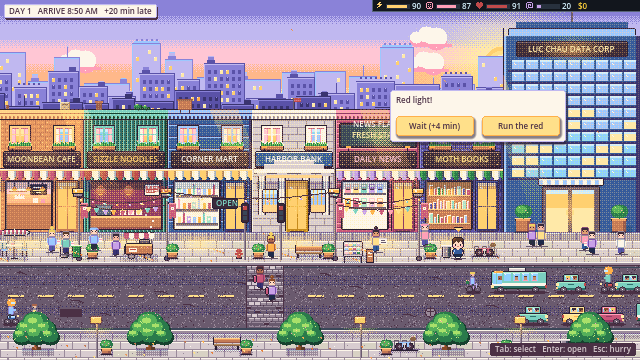 DAY 1 ARRIVE 8:50 AM +20 min late
90 87 91 20 $0
LUC CHAU DATA CORP
Red light!
Wait (+4 min) Run the red
MOONBEAN CAFE SIZZLE NOODLES CORNER MART HARBOR BANK DAILY NEWS MOTH BOOKS
OPEN
Tab: select Enter: open Esc: hurry